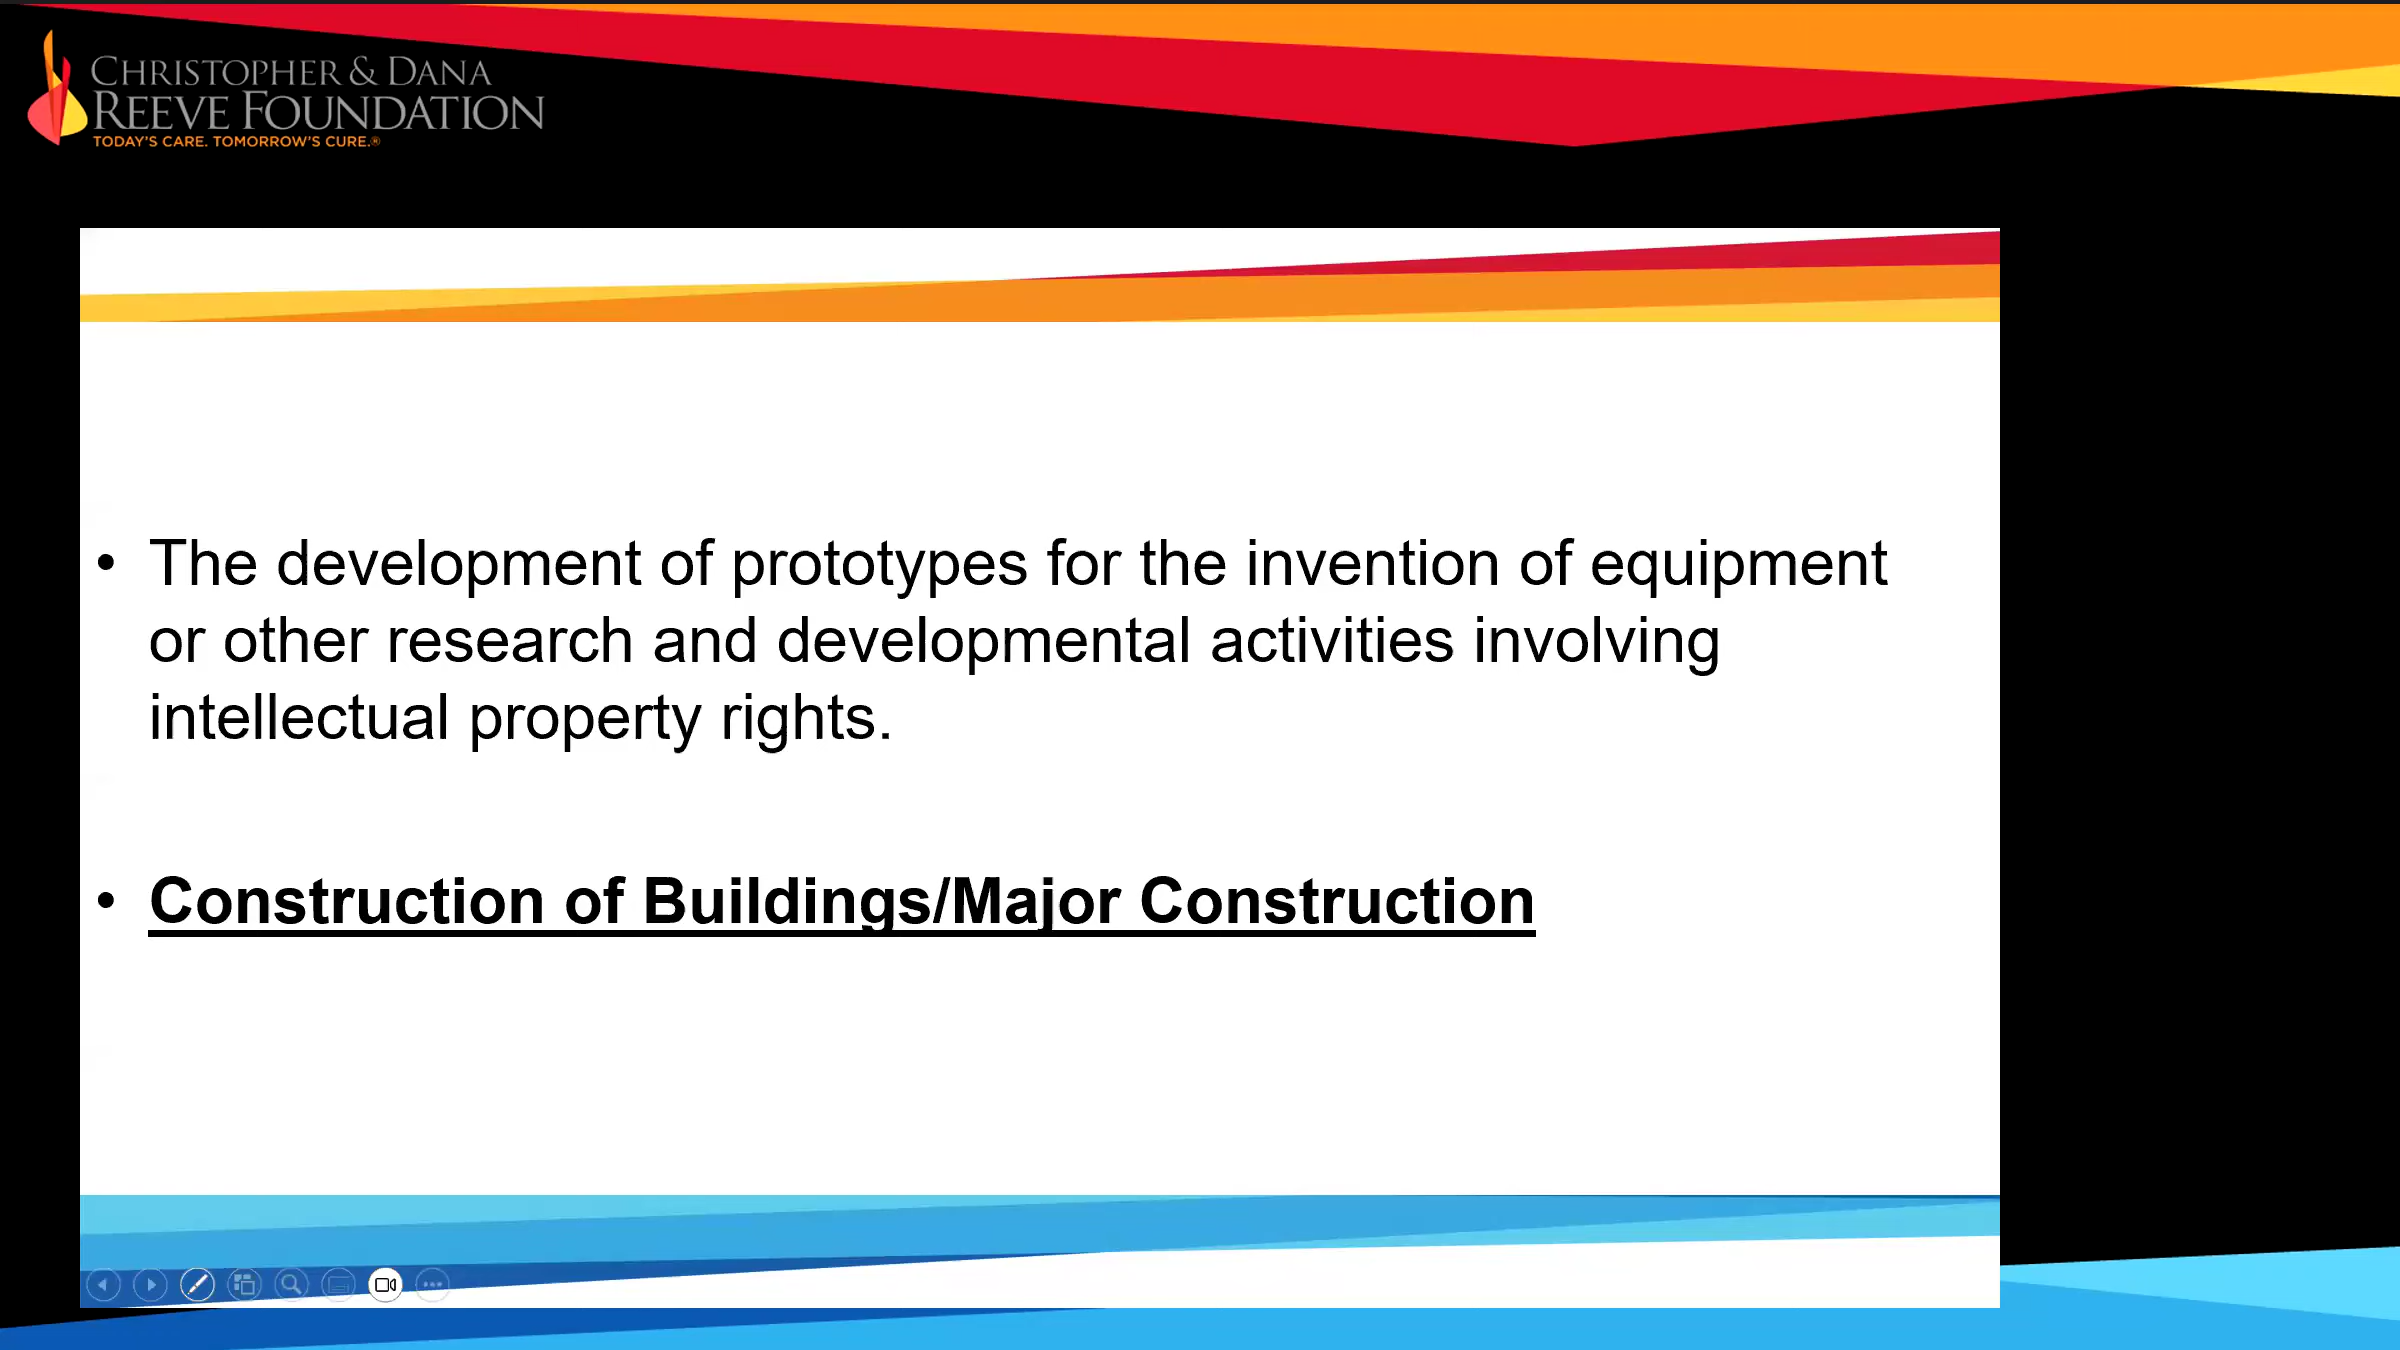 CHRISTOPHER & DANA
REEVE FOUNDATION
TODAY'S CARE. TOMORROW'S CURE.®
• The development of prototypes for the invention of equipment
or other research and developmental activities involving
intellectual property rights.
• Construction of Buildings/Major Construction